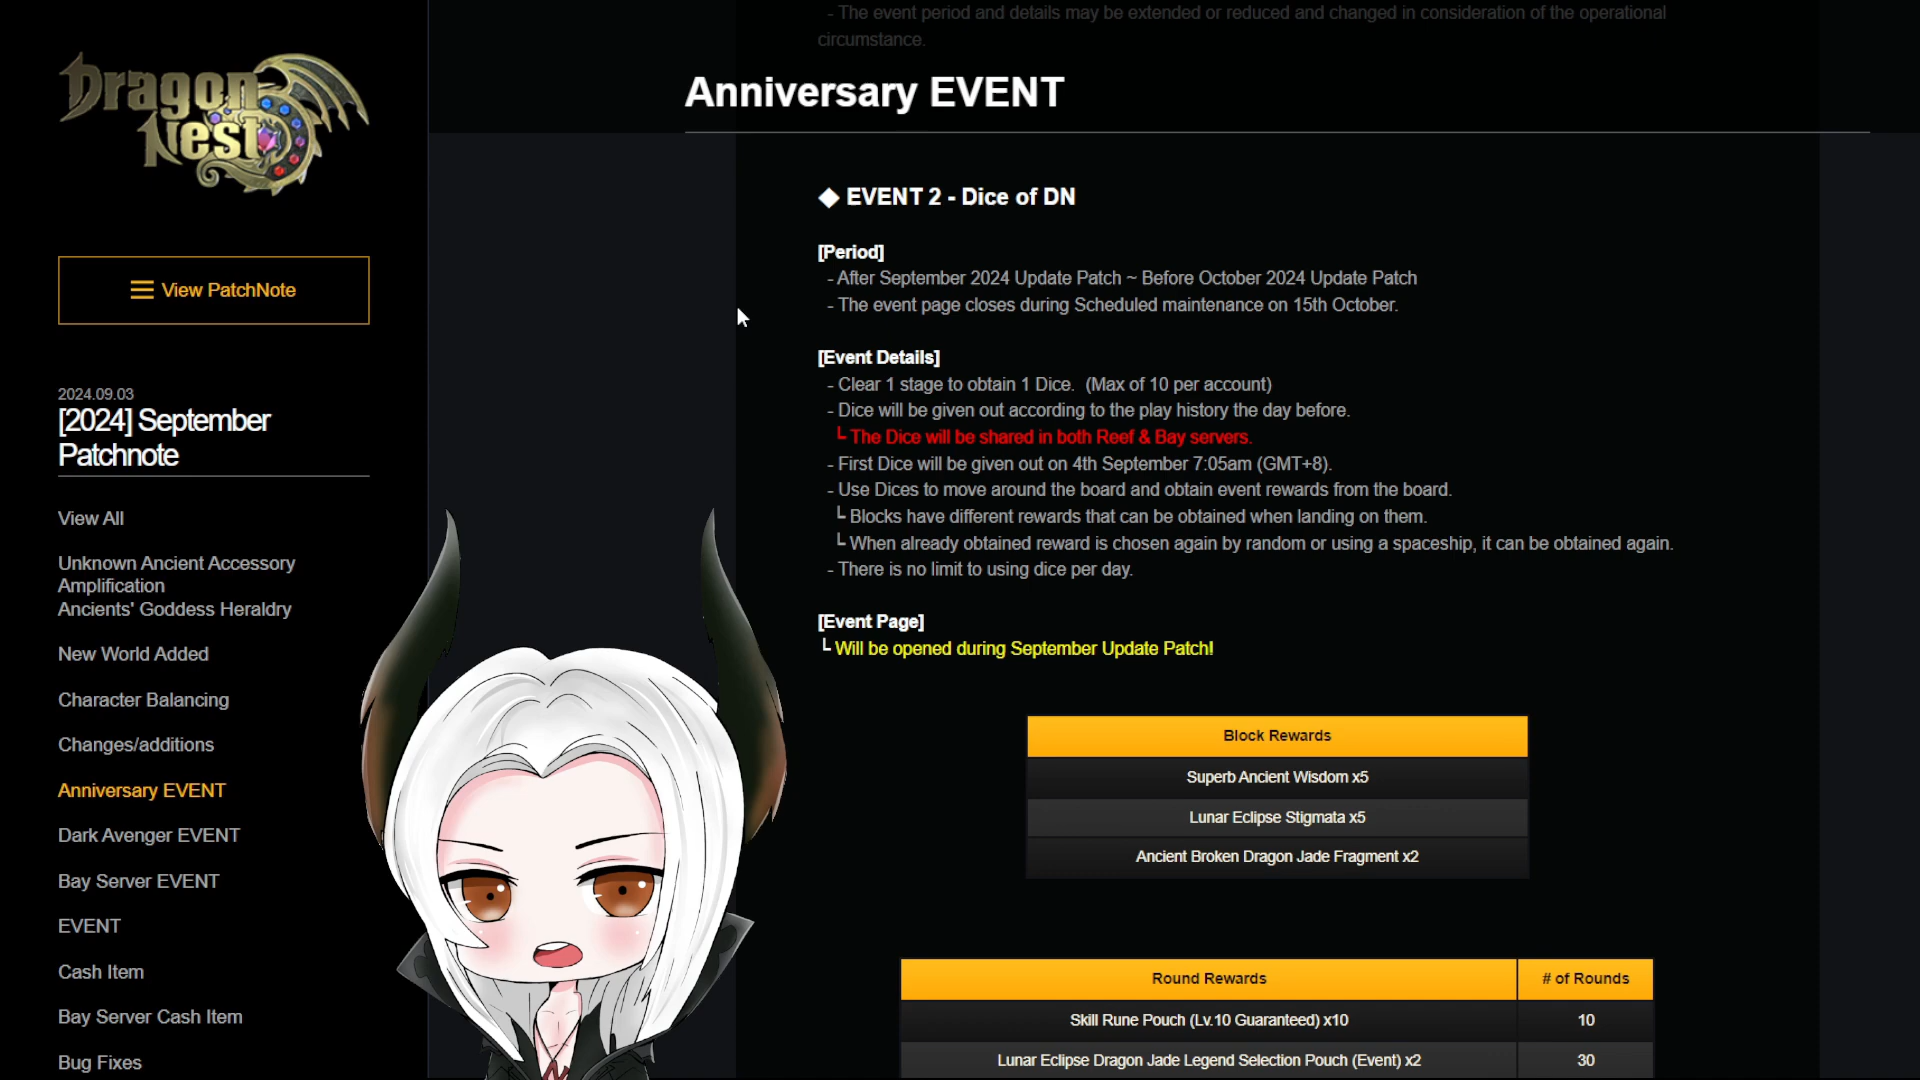 Dragon
Nest
View PatchNote
2024.09.03
[2024] September
Patchnote
View All
Unknown Ancient Accessory
Amplification
Ancients' Goddess Heraldry
New World Added
Character Balancing
Changes/additions
Anniversary EVENT
Dark Avenger EVENT
Bay Server EVENT
EVENT
Cash Item
Bay Server Cash Item
Bug Fixes
- The event period and details may be extended or reduced and changed in consideration of the operational
circumstance.
Anniversary EVENT
◆ EVENT 2 - Dice of DN
[Period]
- After September 2024 Update Patch ~ Before October 2024 Update Patch
- The event page closes during Scheduled maintenance on 15th October.
[Event Details]
- Clear 1 stage to obtain 1 Dice. (Max of 10 per account)
- Dice will be given out according to the play history the day before.
└ The Dice will be shared in both Reef & Bay servers.
- First Dice will be given out on 4th September 7:05am (GMT+8).
- Use Dices to move around the board and obtain event rewards from the board.
└ Blocks have different rewards that can be obtained when landing on them.
└ When already obtained reward is chosen again by random or using a spaceship, it can be obtained again.
- There is no limit to using dice per day.
[Event Page]
└ Will be opened during September Update Patch!
Block Rewards
Superb Ancient Wisdom x5
Lunar Eclipse Stigmata x5
Ancient Broken Dragon Jade Fragment x2
Round Rewards # of Rounds
Skill Rune Pouch (Lv.10 Guaranteed) x10 10
Lunar Eclipse Dragon Jade Legend Selection Pouch (Event) x2 30